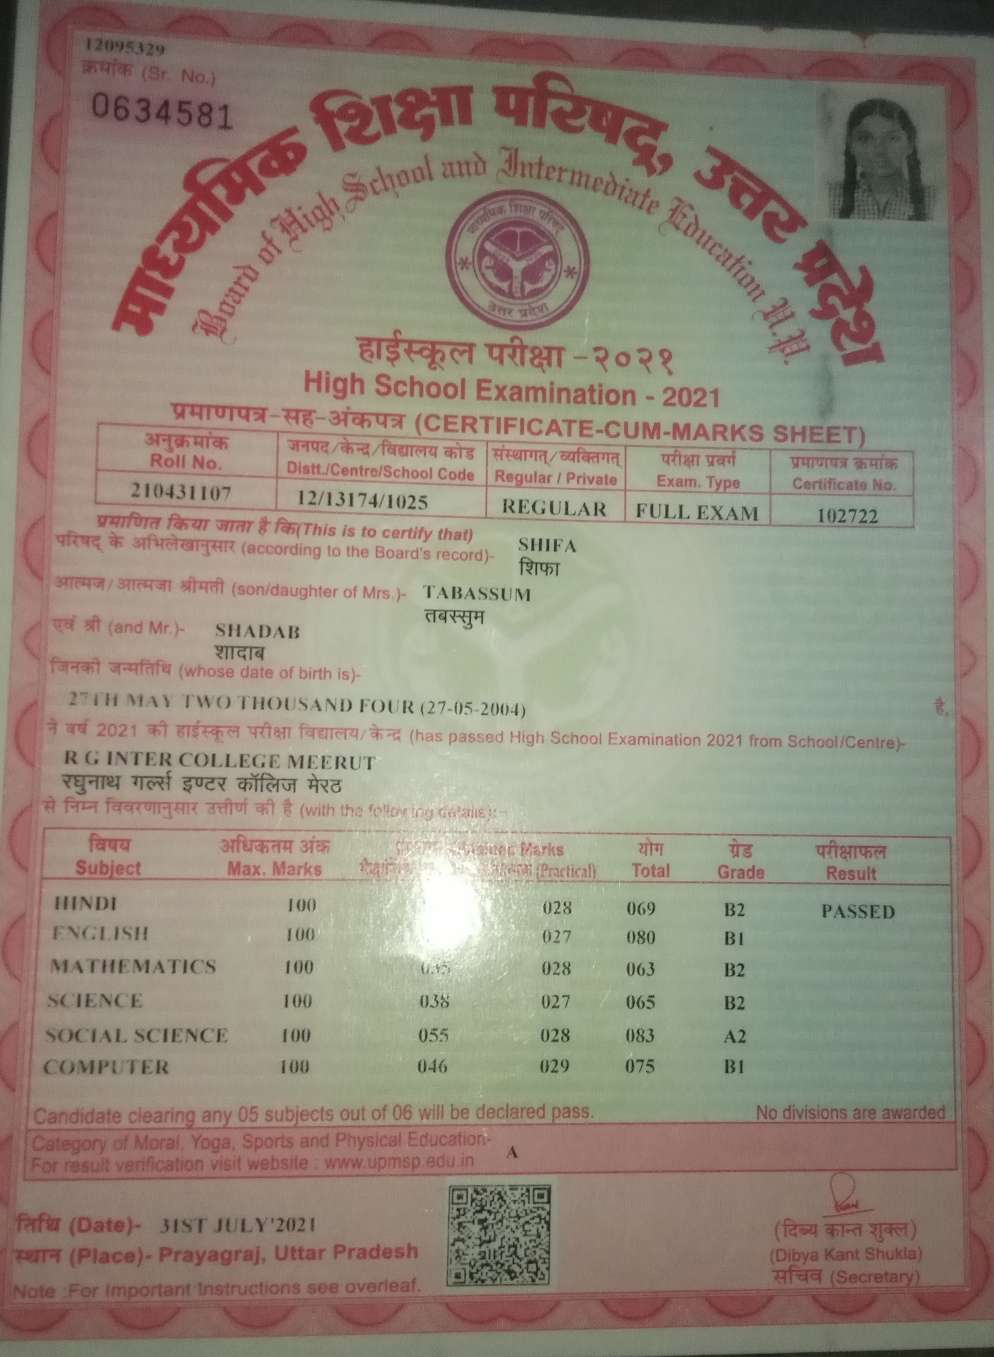 12095329
क्रमांक (Sr. No.)
0634581
माध्यमिक शिक्षा परिषद्, उत्तर प्रदेश
Board of High School and Intermediate Education U.P.
माध्यमिक शिक्षा परिषद्
उत्तर प्रदेश
हाईस्कूल परीक्षा -२०२१
High School Examination - 2021
प्रमाणपत्र-सह-अंकपत्र (CERTIFICATE-CUM-MARKS SHEET)
अनुक्रमांक जनपद/केन्द्र/विद्यालय कोड संस्थागत्/व्यक्तिगत् परीक्षा प्रवर्ग प्रमाणपत्र क्रमांक
Roll No. Distt./Centre/School Code Regular / Private Exam. Type Certificate No.
210431107 12/13174/1025 REGULAR FULL EXAM 102722
प्रमाणित किया जाता है कि(This is to certify that)
परिषद् के अभिलेखानुसार (according to the Board's record)- SHIFA
शिफा
आत्मज/आत्मजा श्रीमती (son/daughter of Mrs.)- TABASSUM
तबस्सुम
एवं श्री (and Mr.)- SHADAB
शादाब
जिनकी जन्मतिथि (whose date of birth is)-
27TH MAY TWO THOUSAND FOUR (27-05-2004) है,
ने वर्ष 2021 की हाईस्कूल परीक्षा विद्यालय/केन्द्र (has passed High School Examination 2021 from School/Centre)-
R G INTER COLLEGE MEERUT
रघुनाथ गर्ल्स इण्टर कॉलिज मेरठ
से निम्न विवरणानुसार उत्तीर्ण की है (with the following details):-
विषय अधिकतम अंक Marks योग ग्रेड परीक्षाफल
Subject Max. Marks (Practical) Total Grade Result
HINDI 100 028 069 B2 PASSED
ENGLISH 100 027 080 B1
MATHEMATICS 100 035 028 063 B2
SCIENCE 100 038 027 065 B2
SOCIAL SCIENCE 100 055 028 083 A2
COMPUTER 100 046 029 075 B1
Candidate clearing any 05 subjects out of 06 will be declared pass. No divisions are awarded
Category of Moral, Yoga, Sports and Physical Education- A
For result verification visit website : www.upmsp.edu.in
तिथि (Date)- 31ST JULY'2021
स्थान (Place)- Prayagraj, Uttar Pradesh
Note :For Important Instructions see overleaf.
(दिब्य कान्त शुक्ल)
(Dibya Kant Shukla)
सचिव (Secretary)